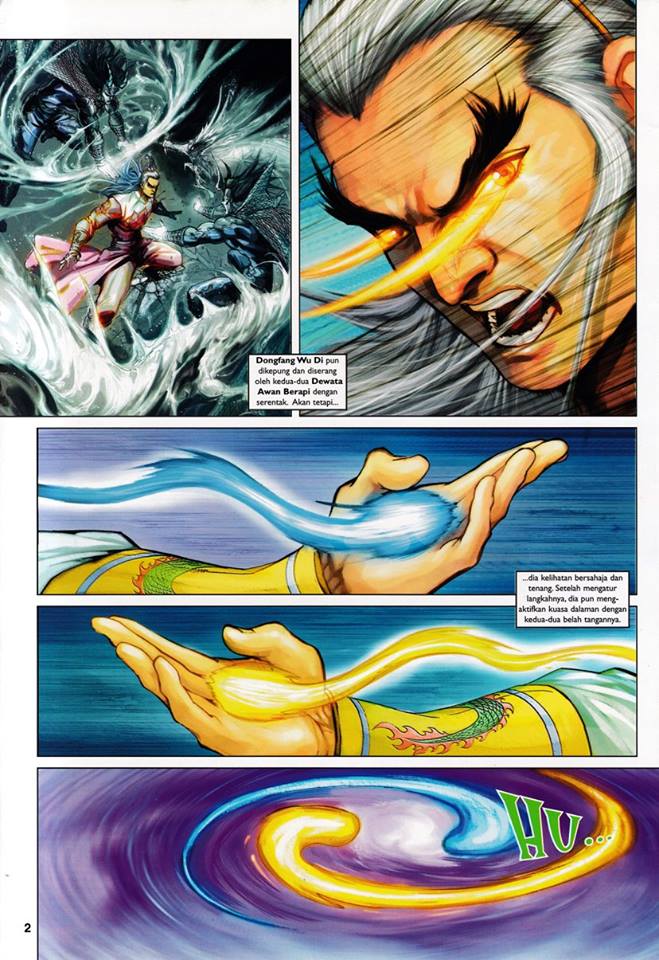 Dongfang Wu Di pun
dikepung dan diserang
oleh kedua-dua Dewata
Awan Berapi dengan
serentak. Akan tetapi...
...dia kelihatan bersahaja dan
tenang. Setelah mengatur
langkahnya, dia pun meng-
aktifkan kuasa dalaman dengan
kedua-dua belah tangannya.
HU...
2